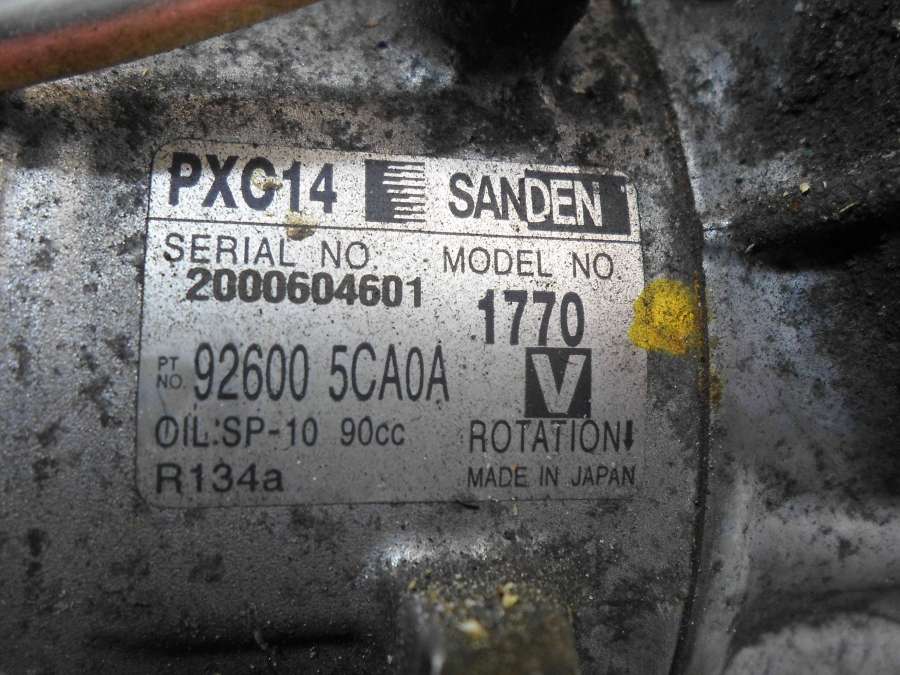 PXC14 SANDEN
SERIAL NO. MODEL NO.
2000604601 1770
PT NO. 92600 5CA0A V
OIL:SP-10 90cc ROTATION↓
R134a MADE IN JAPAN